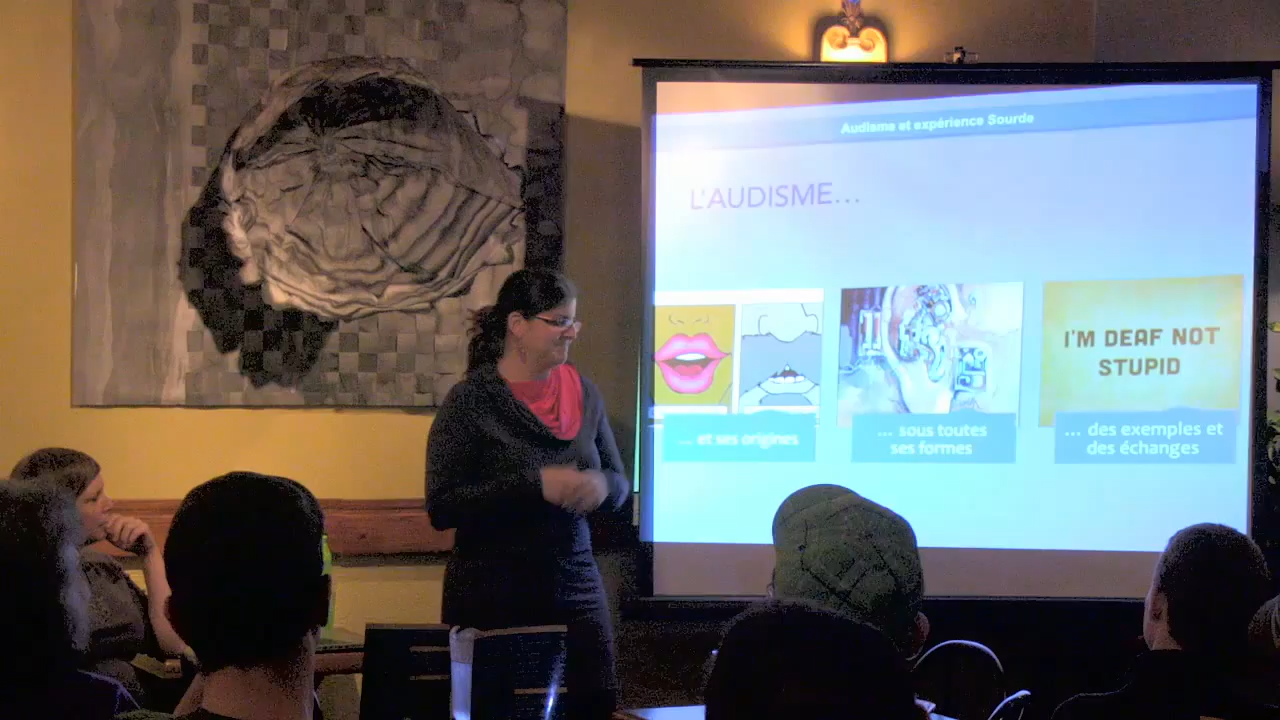 Audisme et expérience Sourde
L'AUDISME...
... et ses origines
... sous toutes
ses formes
I'M DEAF NOT
STUPID
... des exemples et
des échanges